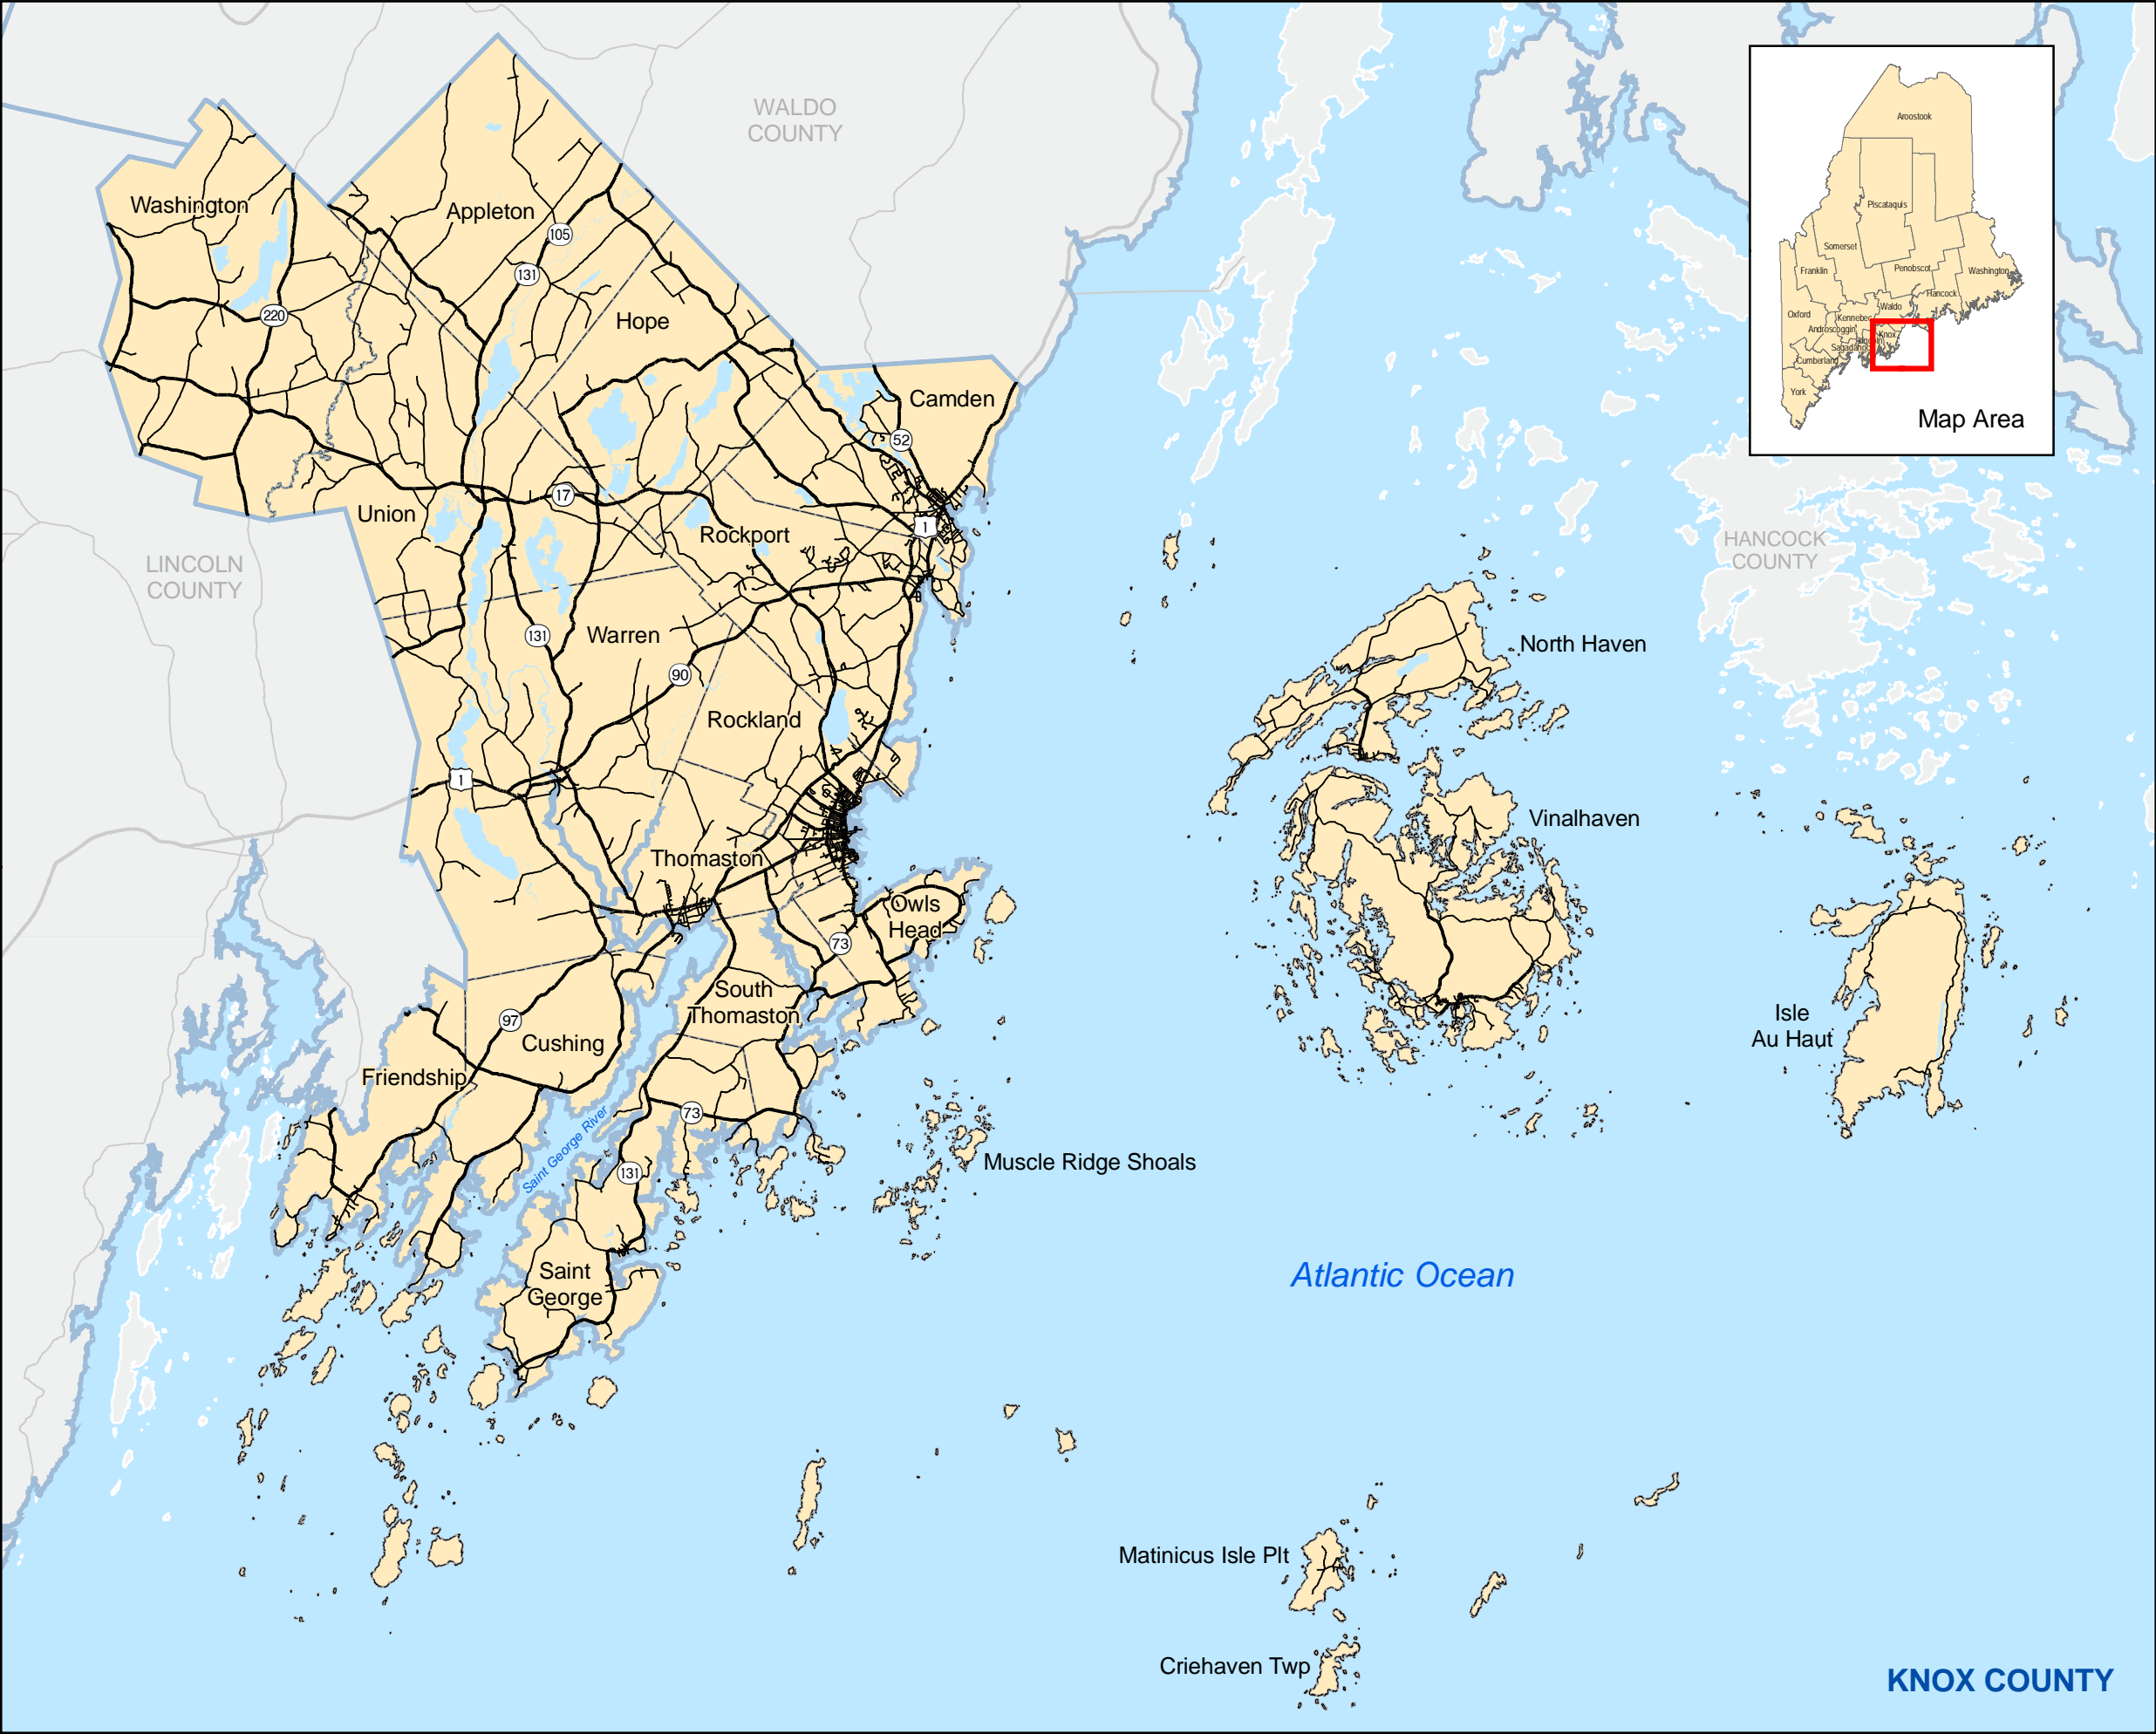 WALDO
COUNTY
Washington
Appleton
105
131
220
Hope
Camden
52
17
Union
1
Rockport
LINCOLN
COUNTY
HANCOCK
COUNTY
131
Warren
90
North Haven
Rockland
1
Vinalhaven
Thomaston
Owls
Head
73
South
Thomaston
97
Cushing
Isle
Au Haut
Friendship
73
Saint George River
131
Muscle Ridge Shoals
Saint
George
Atlantic Ocean
Matinicus Isle Plt
Criehaven Twp
KNOX COUNTY
Aroostook
Piscataquis
Somerset
Franklin
Penobscot
Washington
Hancock
Oxford
Waldo
Kennebec
Androscoggin
Knox
Sagadahoc
Cumberland
York
Map Area